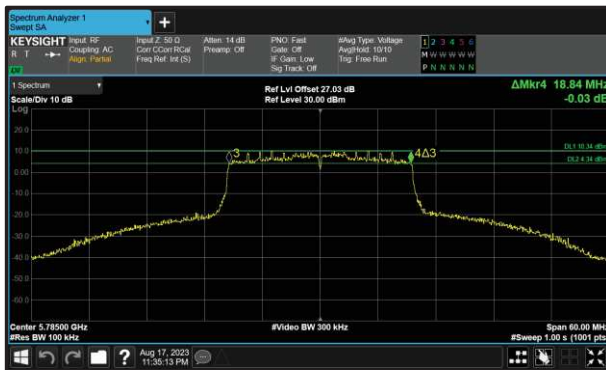 Spectrum Analyzer 1
Swept SA
KEYSIGHT
R T
Input: RF
Coupling: AC
Align: Partial
Input Z: 50 Ω
Corr CCorr RCal
Freq Ref: Int (S)
Atten: 14 dB
Preamp: Off
PNO: Fast
Gate: Off
IF Gain: Low
Sig Track: Off
#Avg Type: Voltage
Avg|Hold: 10/10
Trig: Free Run
1 2 3 4 5 6
M W W W W W
P N N N N N
1 Spectrum
Scale/Div 10 dB
Ref Lvl Offset 27.03 dB
Ref Level 30.00 dBm
ΔMkr4 18.84 MHz
-0.03 dB
Log
20.0
10.0
0.00
-10.0
-20.0
-30.0
-40.0
-50.0
-60.0
3
4Δ3
DL1 10.34 dBm
DL2 4.34 dBm
Center 5.78500 GHz
#Res BW 100 kHz
#Video BW 300 kHz
Span 60.00 MHz
#Sweep 1.00 s (1001 pts)
?
Aug 17, 2023
11:35:13 PM